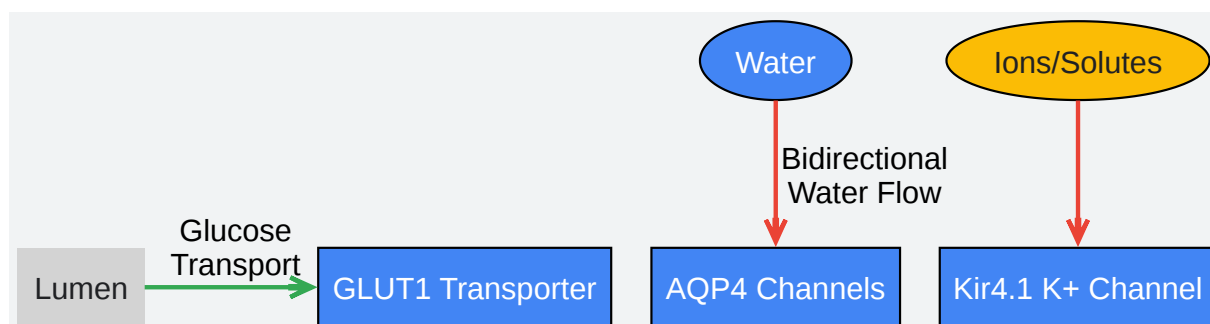 Water
Ions/Solutes
Bidirectional
Water Flow
Glucose
Transport
Lumen
GLUT1 Transporter
AQP4 Channels
Kir4.1 K+ Channel